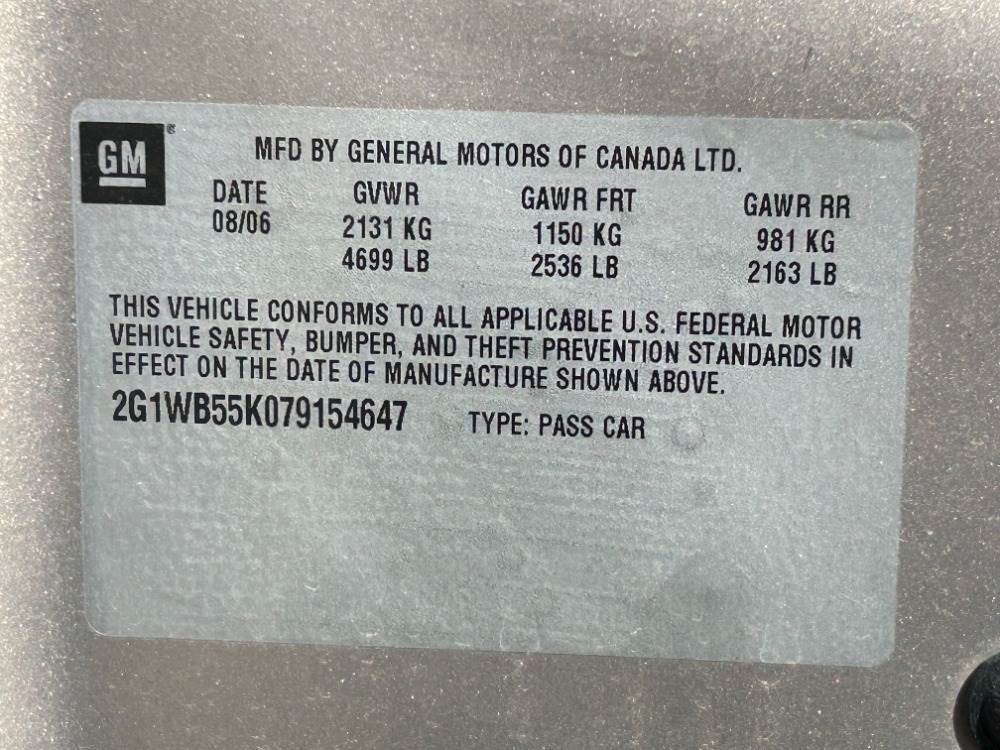 GM®
MFD BY GENERAL MOTORS OF CANADA LTD.
DATE GVWR GAWR FRT GAWR RR
08/06 2131 KG 1150 KG 981 KG
4699 LB 2536 LB 2163 LB
THIS VEHICLE CONFORMS TO ALL APPLICABLE U.S. FEDERAL MOTOR
VEHICLE SAFETY, BUMPER, AND THEFT PREVENTION STANDARDS IN
EFFECT ON THE DATE OF MANUFACTURE SHOWN ABOVE.
2G1WB55K079154647 TYPE: PASS CAR